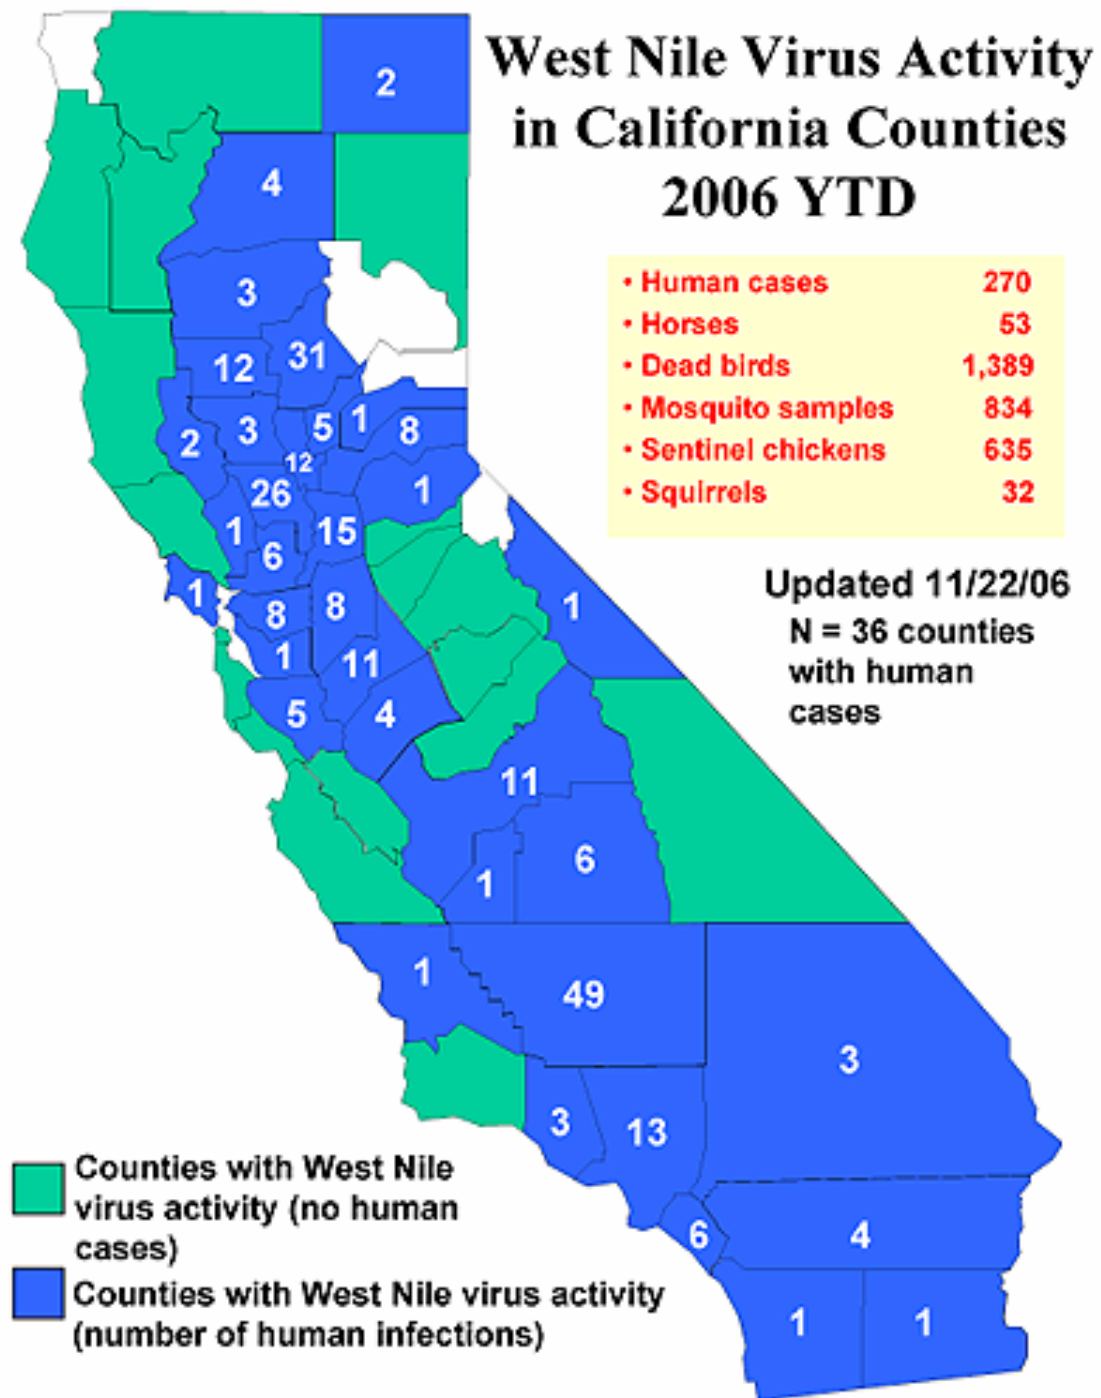 West Nile Virus Activity
in California Counties
2006 YTD
• Human cases 270
• Horses 53
• Dead birds 1,389
• Mosquito samples 834
• Sentinel chickens 635
• Squirrels 32
Updated 11/22/06
N = 36 counties
with human
cases
2
4
3
12
31
2
3
5
1
8
12
26
1
1
6
15
1
8
8
1
11
1
5
4
11
1
6
1
49
3
3
13
6
4
1
1
Counties with West Nile
virus activity (no human
cases)
Counties with West Nile virus activity
(number of human infections)